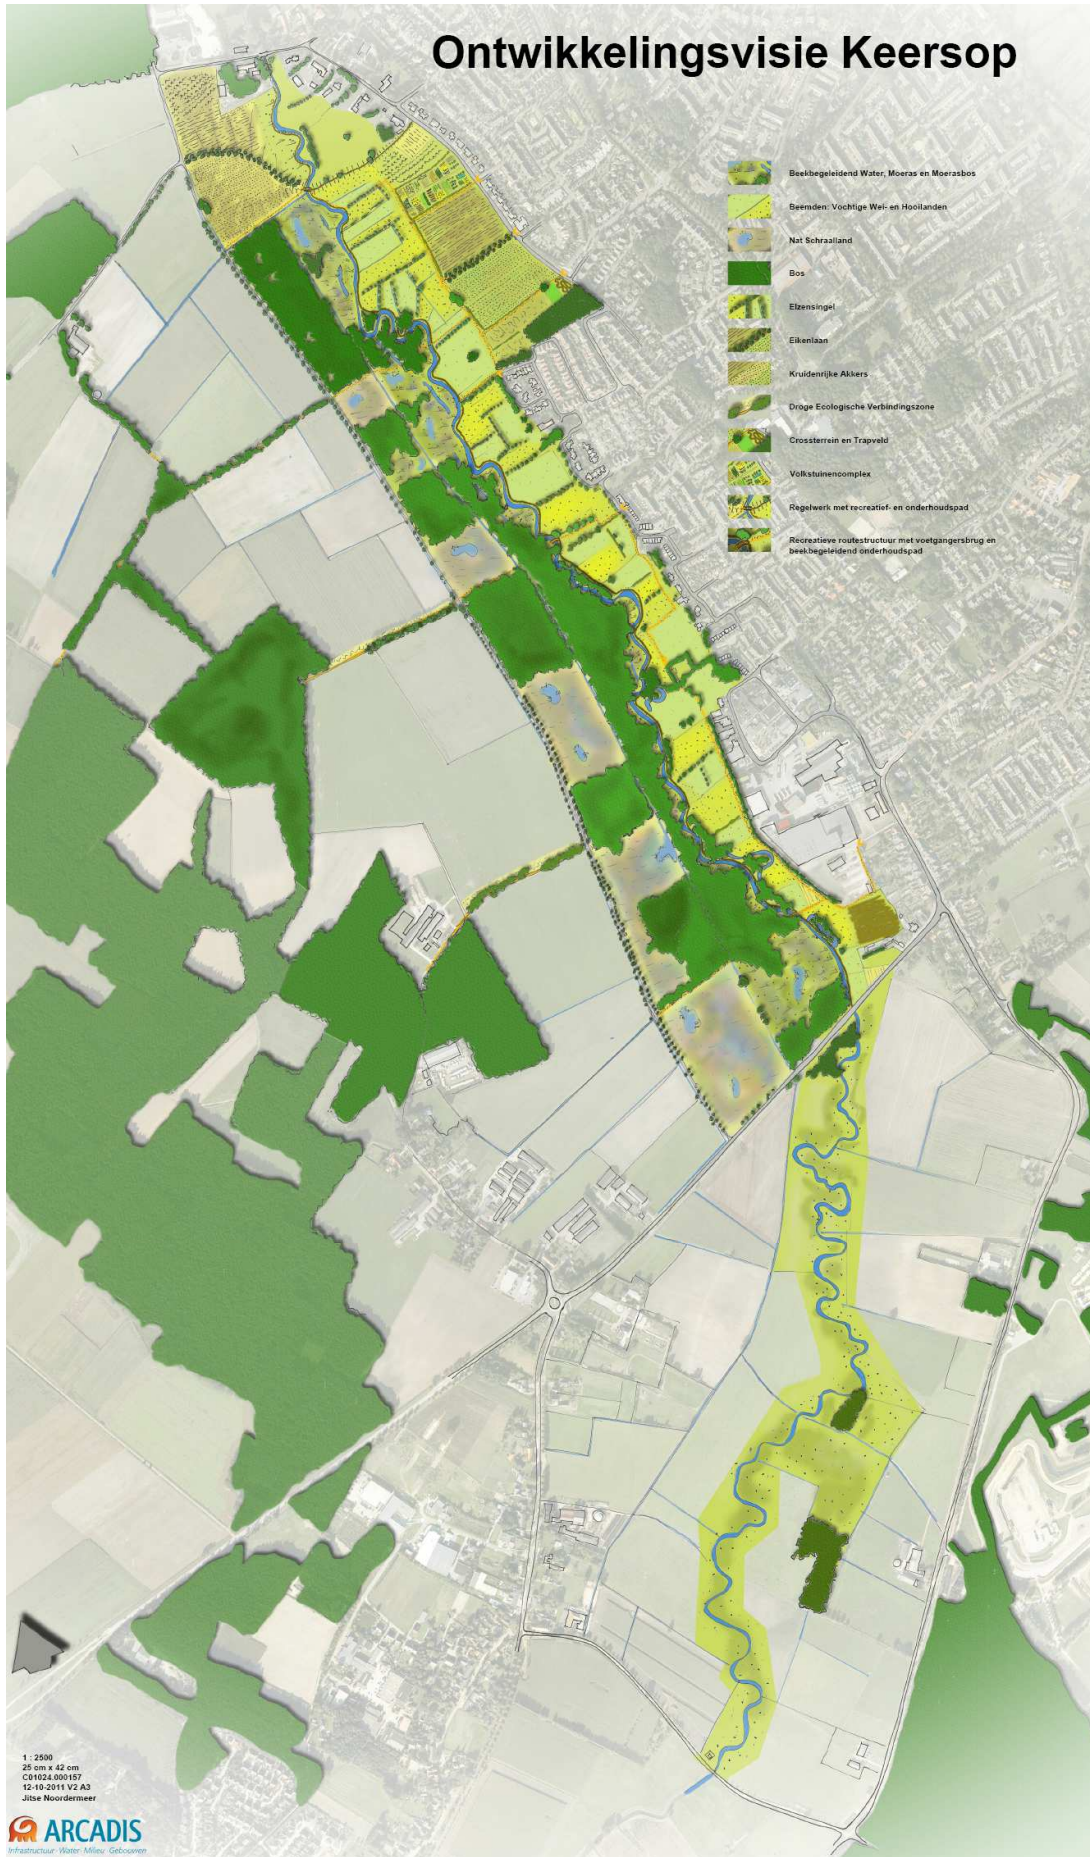 Ontwikkelingsvisie Keersop
Beekbegeleidend Water, Moeras en Moerasbos
Beemden: Vochtige Wei- en Hooilanden
Nat Schraalland
Bos
Elzensingel
Eikenlaan
Kruidenrijke Akkers
Droge Ecologische Verbindingszone
Crossterrein en Trapveld
Volkstuinencomplex
Regelwerk met recreatief- en onderhoudspad
Recreatieve routestructuur met voetgangersbrug en
beekbegeleidend onderhoudspad
1 : 2500
25 cm x 42 cm
C01024.000157
12-10-2011 V2 A3
Jitse Noordermeer
ARCADIS
Infrastructuur · Water · Milieu · Gebouwen